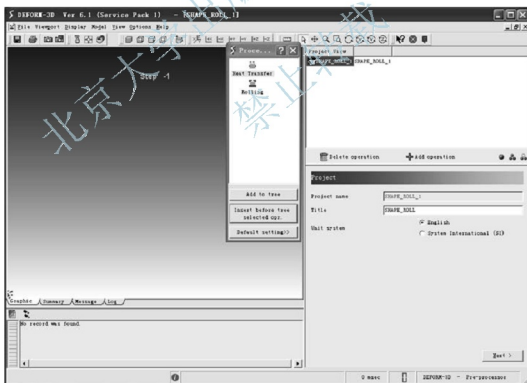 DEFORM-3D Ver 6.1 (Service Pack 1) - [SHAPE_ROLL_1]
File Viewport Display Model View Options Help
Step -1
Heat Transfer
Rolling
Add to tree
Insert before tree
selected opr.
Default setting>>
Project View
SHAPE_ROLL_1
Delete operation
Add operation
Project
Project name
SHAPE_ROLL_1
Title
SHAPE_ROLL
Unit system
English
System International (SI)
Graphic
Summary
Message
Log
No record was found
Next >
DEFORM-3D - Pre-processor
北京大学出版社
禁止转载